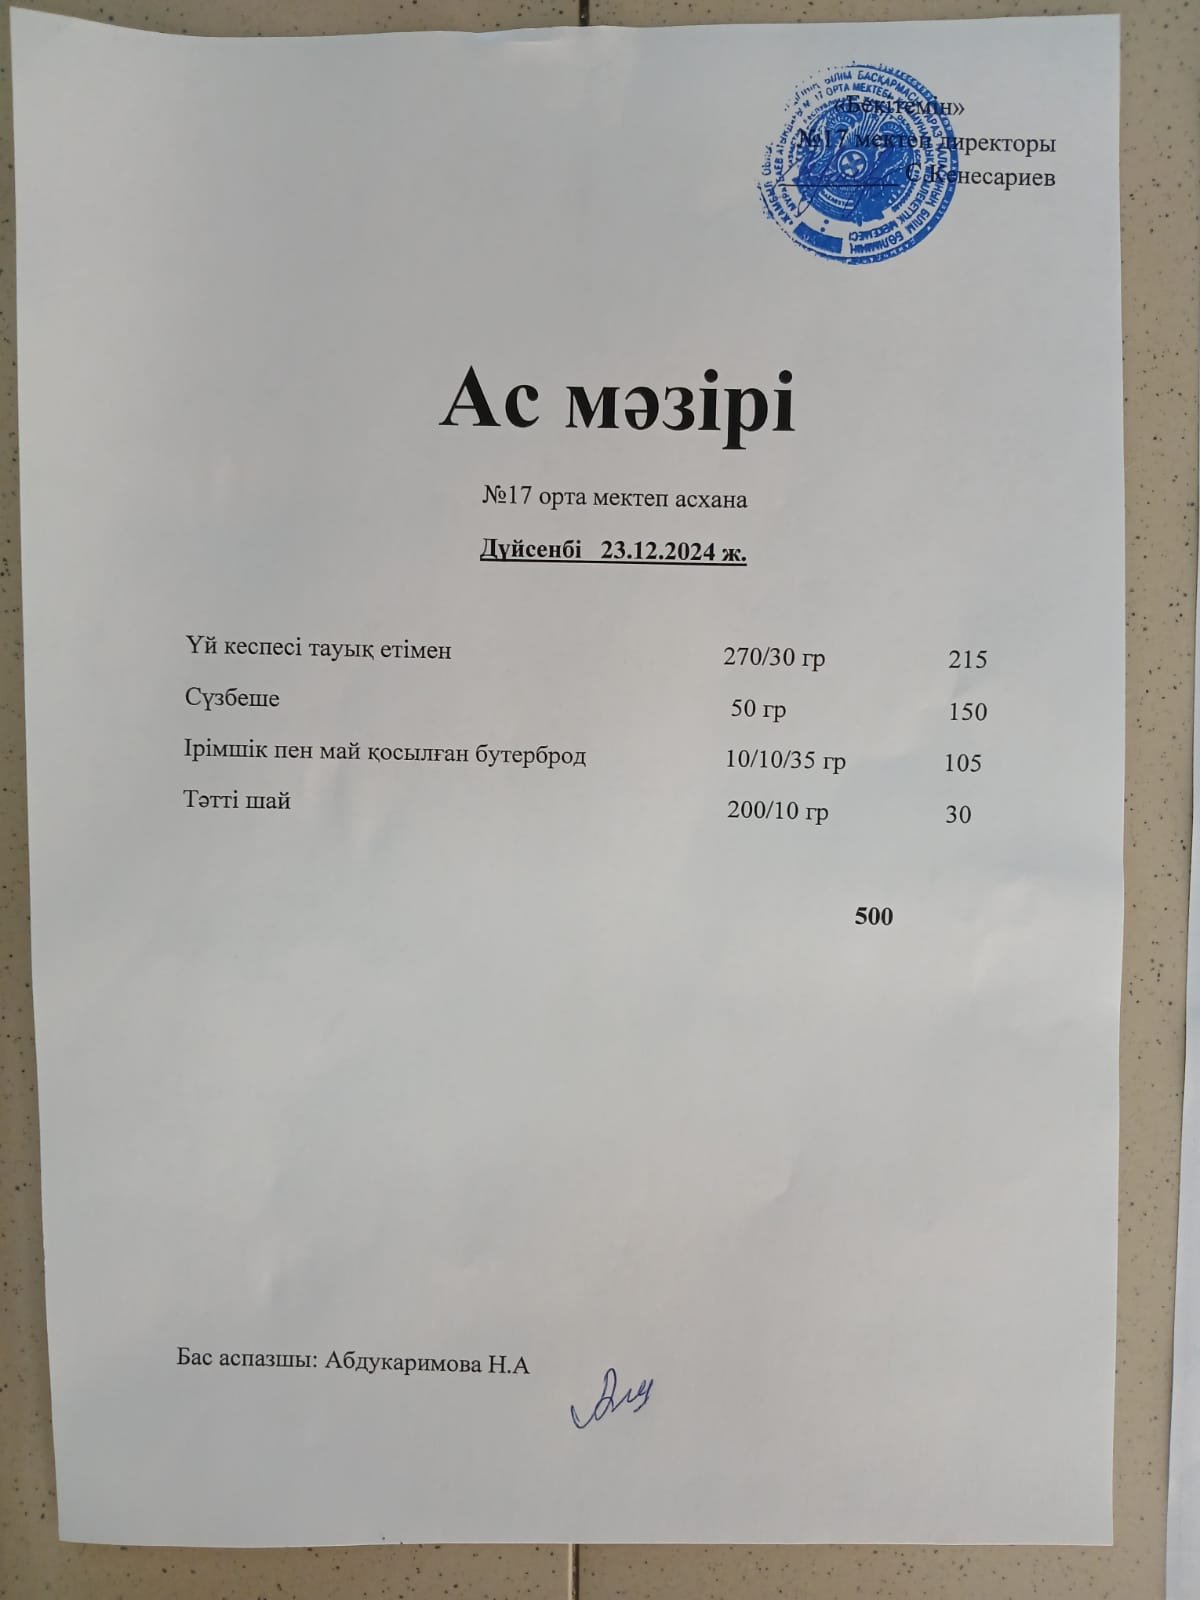 «Бекітемін»
№17 мектеп директоры
С.Кенесариев
Ас мәзірі
№17 орта мектеп асхана
Дүйсенбі 23.12.2024 ж.
Үй кеспесі тауық етімен 270/30 гр 215
Сүзбеше 50 гр 150
Ірімшік пен май қосылған бутерброд 10/10/35 гр 105
Тәтті шай 200/10 гр 30
500
Бас аспазшы: Абдукаримова Н.А